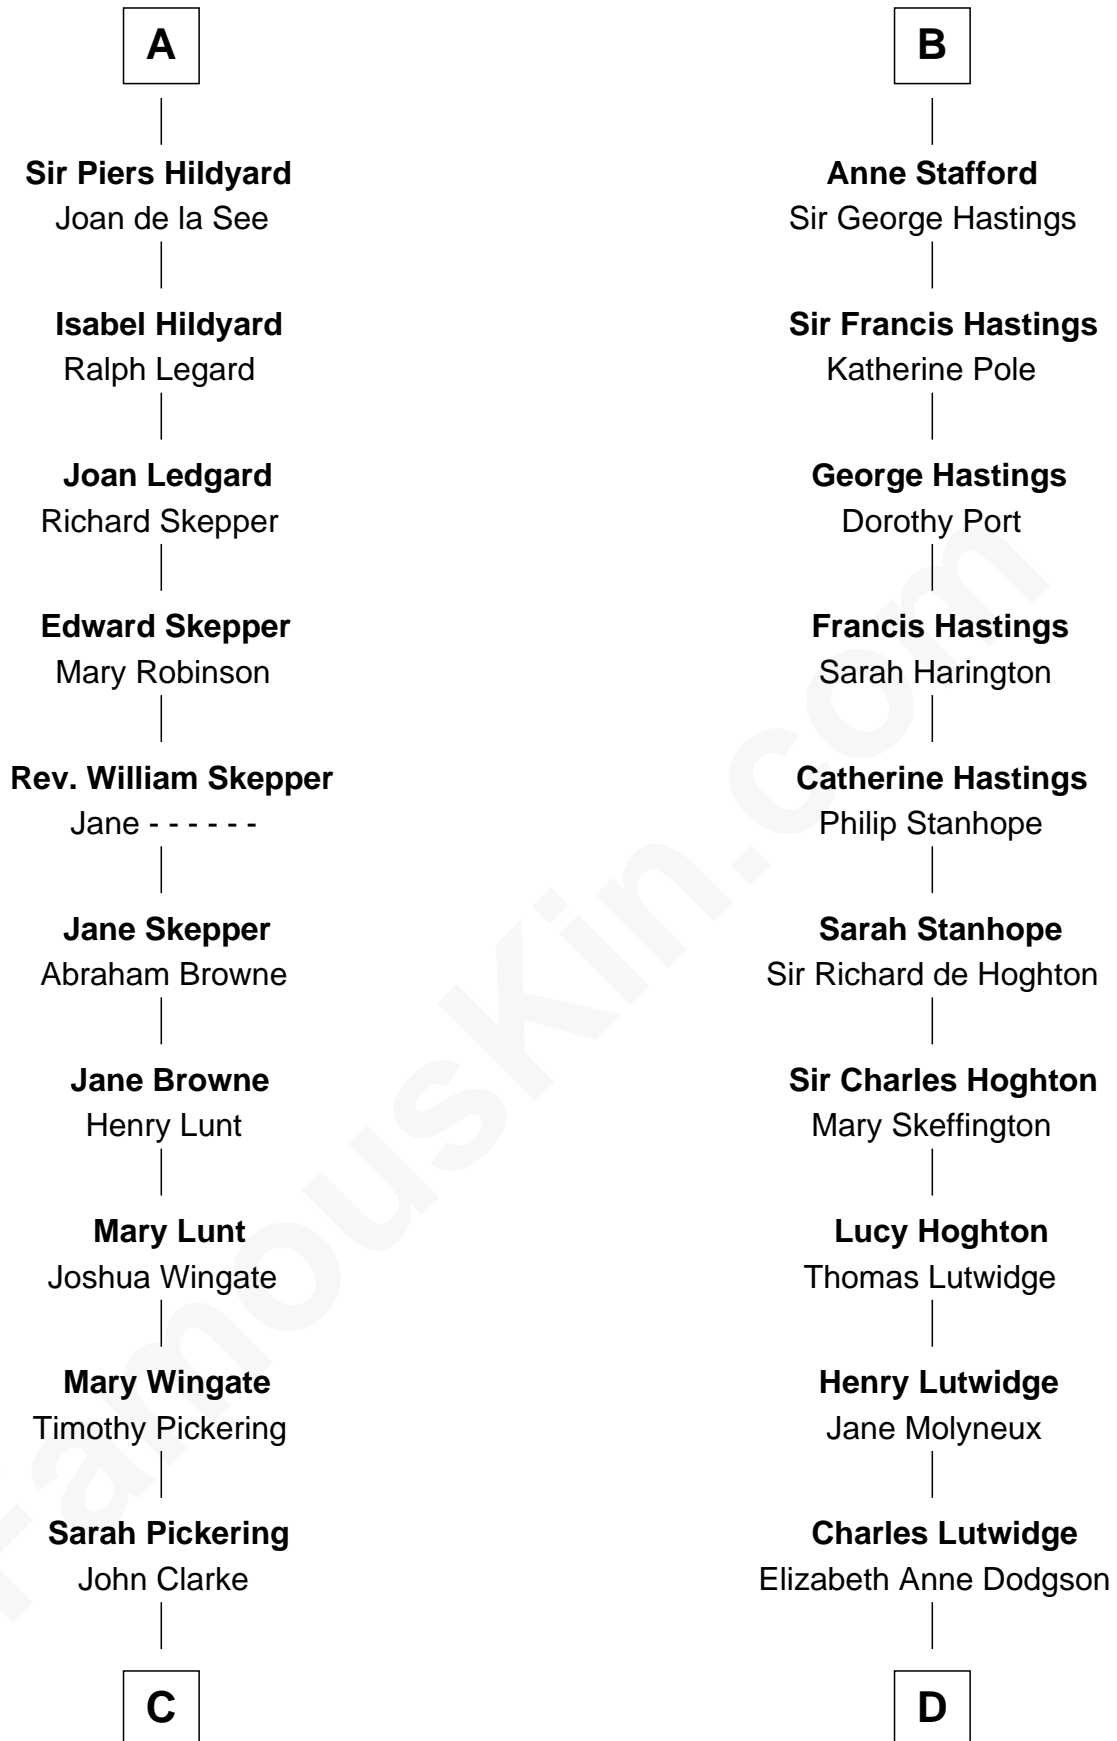 A
Sir Piers Hildyard
Joan de la See
Isabel Hildyard
Ralph Legard
Joan Ledgard
Richard Skepper
Edward Skepper
Mary Robinson
Rev. William Skepper
Jane - - - - - -
Jane Skepper
Abraham Browne
Jane Browne
Henry Lunt
Mary Lunt
Joshua Wingate
Mary Wingate
Timothy Pickering
Sarah Pickering
John Clarke
C
B
Anne Stafford
Sir George Hastings
Sir Francis Hastings
Katherine Pole
George Hastings
Dorothy Port
Francis Hastings
Sarah Harington
Catherine Hastings
Philip Stanhope
Sarah Stanhope
Sir Richard de Hoghton
Sir Charles Hoghton
Mary Skeffington
Lucy Hoghton
Thomas Lutwidge
Henry Lutwidge
Jane Molyneux
Charles Lutwidge
Elizabeth Anne Dodgson
D
FamousKin.com